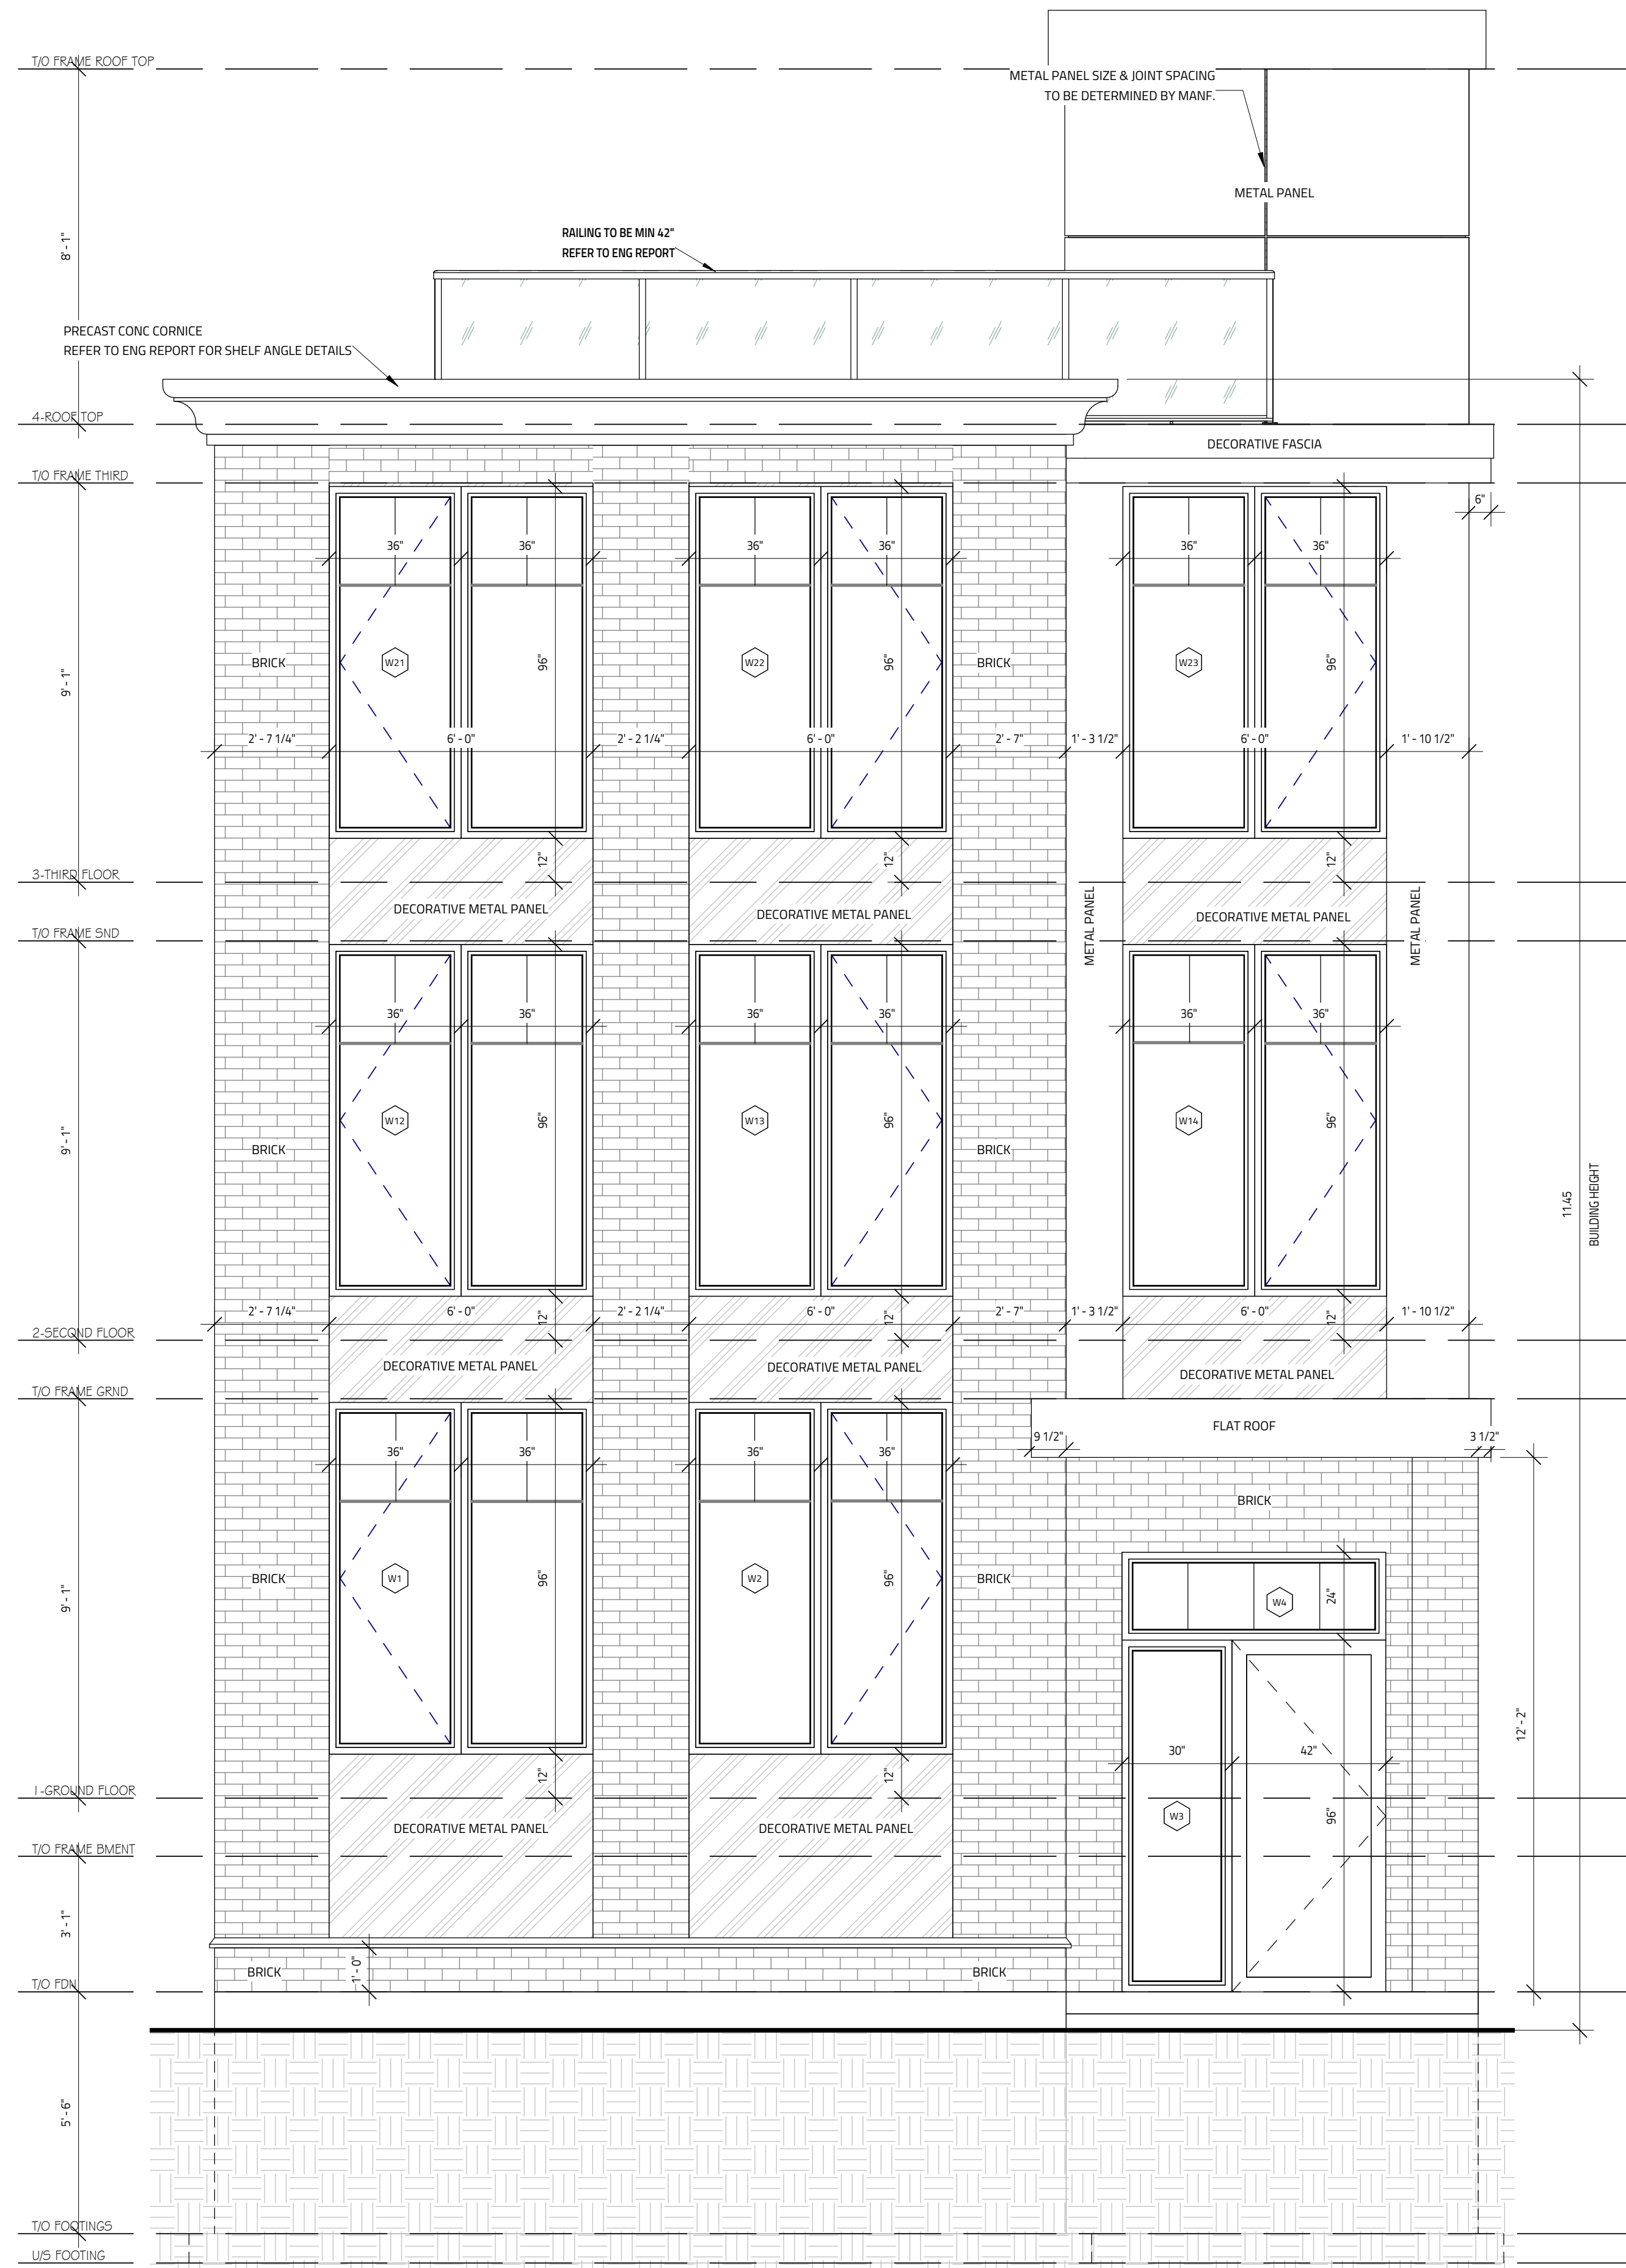 T/O FRAME ROOF TOP
METAL PANEL SIZE & JOINT SPACING
TO BE DETERMINED BY MANF.
METAL PANEL
8' - 1"
RAILING TO BE MIN 42"
REFER TO ENG REPORT
PRECAST CONC CORNICE
REFER TO ENG REPORT FOR SHELF ANGLE DETAILS
4-ROOF TOP
DECORATIVE FASCIA
T/O FRAME THIRD
6"
36" 36" 36" 36" 36" 36"
9' - 1"
BRICK W21 96" W22 96" BRICK W23 96"
2' - 7 1/4" 6' - 0" 2' - 2 1/4" 6' - 0" 2' - 7" 1' - 3 1/2" 6' - 0" 1' - 10 1/2"
12" 12" 12"
3-THIRD FLOOR
DECORATIVE METAL PANEL DECORATIVE METAL PANEL DECORATIVE METAL PANEL
METAL PANEL METAL PANEL
T/O FRAME SND
36" 36" 36" 36" 36" 36"
9' - 1"
W12 96" W13 96" W14 96"
BRICK BRICK
11.45
BUILDING HEIGHT
2' - 7 1/4" 6' - 0" 2' - 2 1/4" 6' - 0" 2' - 7" 1' - 3 1/2" 6' - 0" 1' - 10 1/2"
12" 12" 12"
2-SECOND FLOOR
DECORATIVE METAL PANEL DECORATIVE METAL PANEL DECORATIVE METAL PANEL
T/O FRAME GRND
FLAT ROOF
9 1/2" 3 1/2"
36" 36" 36" 36"
BRICK
9' - 1"
BRICK W1 96" W2 96" BRICK
W4 24"
12' - 2"
30" 42"
12" 12"
1-GROUND FLOOR
W3 96"
DECORATIVE METAL PANEL DECORATIVE METAL PANEL
T/O FRAME BMENT
3' - 1"
BRICK 1' - 0" BRICK
T/O FDN
5' - 6"
T/O FOOTINGS
U/S FOOTING